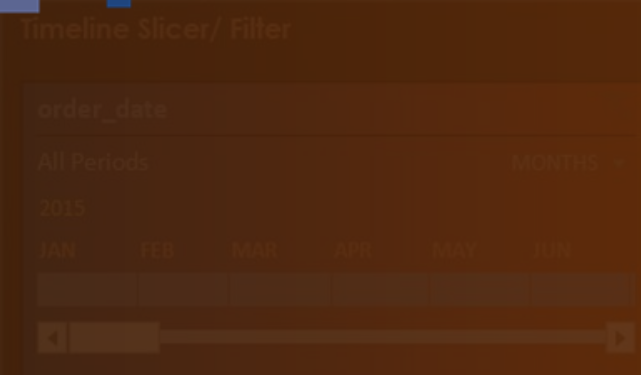 Timeline Slicer/ Filter
order_date
All Periods MONTHS
2015
JAN FEB MAR APR MAY JUN